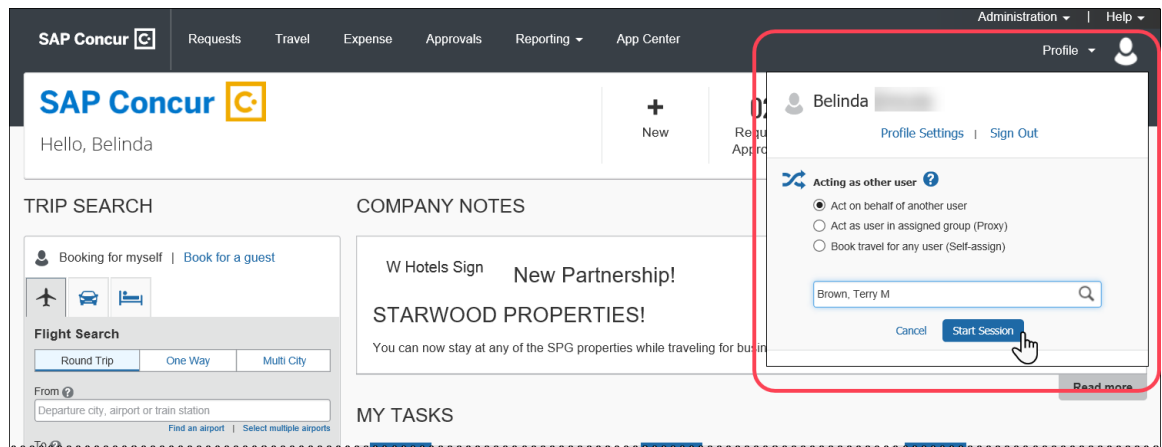 Administration | Help
SAP Concur C Requests Travel Expense Approvals Reporting App Center
Profile
SAP Concur C
Hello, Belinda
+
New
Requ
Appro
Belinda
Profile Settings | Sign Out
Acting as other user ?
Act on behalf of another user
Act as user in assigned group (Proxy)
Book travel for any user (Self-assign)
Brown, Terry M
Cancel Start Session
TRIP SEARCH
Booking for myself | Book for a guest
Flight Search
Round Trip One Way Multi City
From ?
Departure city, airport or train station
Find an airport | Select multiple airports
To ?
COMPANY NOTES
W Hotels Sign New Partnership!
STARWOOD PROPERTIES!
You can now stay at any of the SPG properties while traveling for busin
Read more
MY TASKS